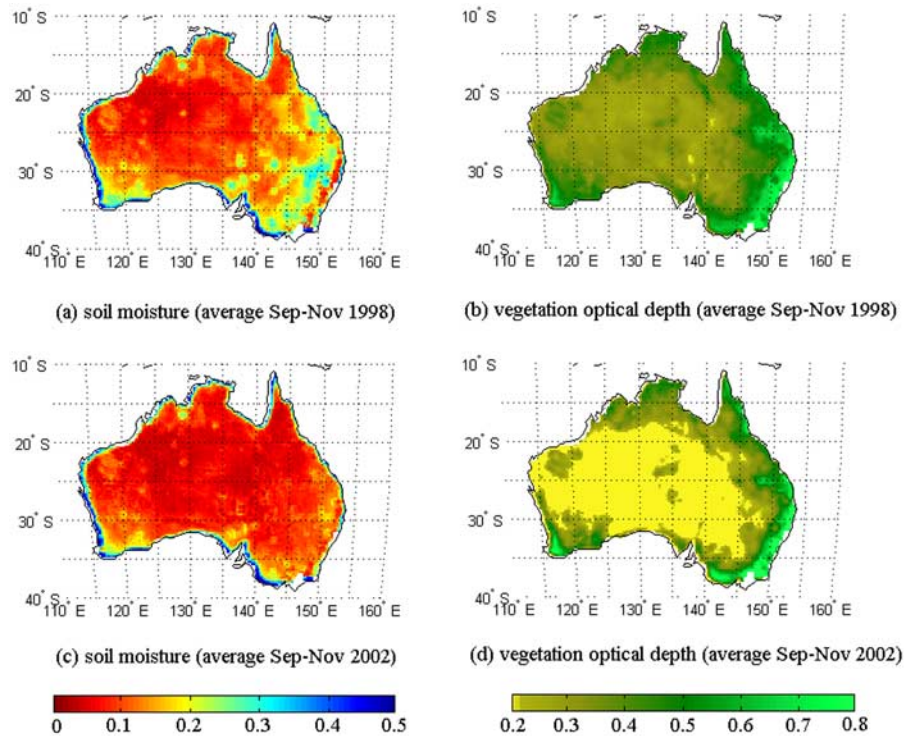 10° S
20° S
30° S
40° S
110° E 120° E 130° E 140° E 150° E 160° E
(a) soil moisture (average Sep-Nov 1998)
10° S
20° S
30° S
40° S
110° E 120° E 130° E 140° E 150° E 160° E
(b) vegetation optical depth (average Sep-Nov 1998)
10° S
20° S
30° S
40° S
110° E 120° E 130° E 140° E 150° E 160° E
(c) soil moisture (average Sep-Nov 2002)
10° S
20° S
30° S
40° S
110° E 120° E 130° E 140° E 150° E 160° E
(d) vegetation optical depth (average Sep-Nov 2002)
0 0.1 0.2 0.3 0.4 0.5
0.2 0.3 0.4 0.5 0.6 0.7 0.8